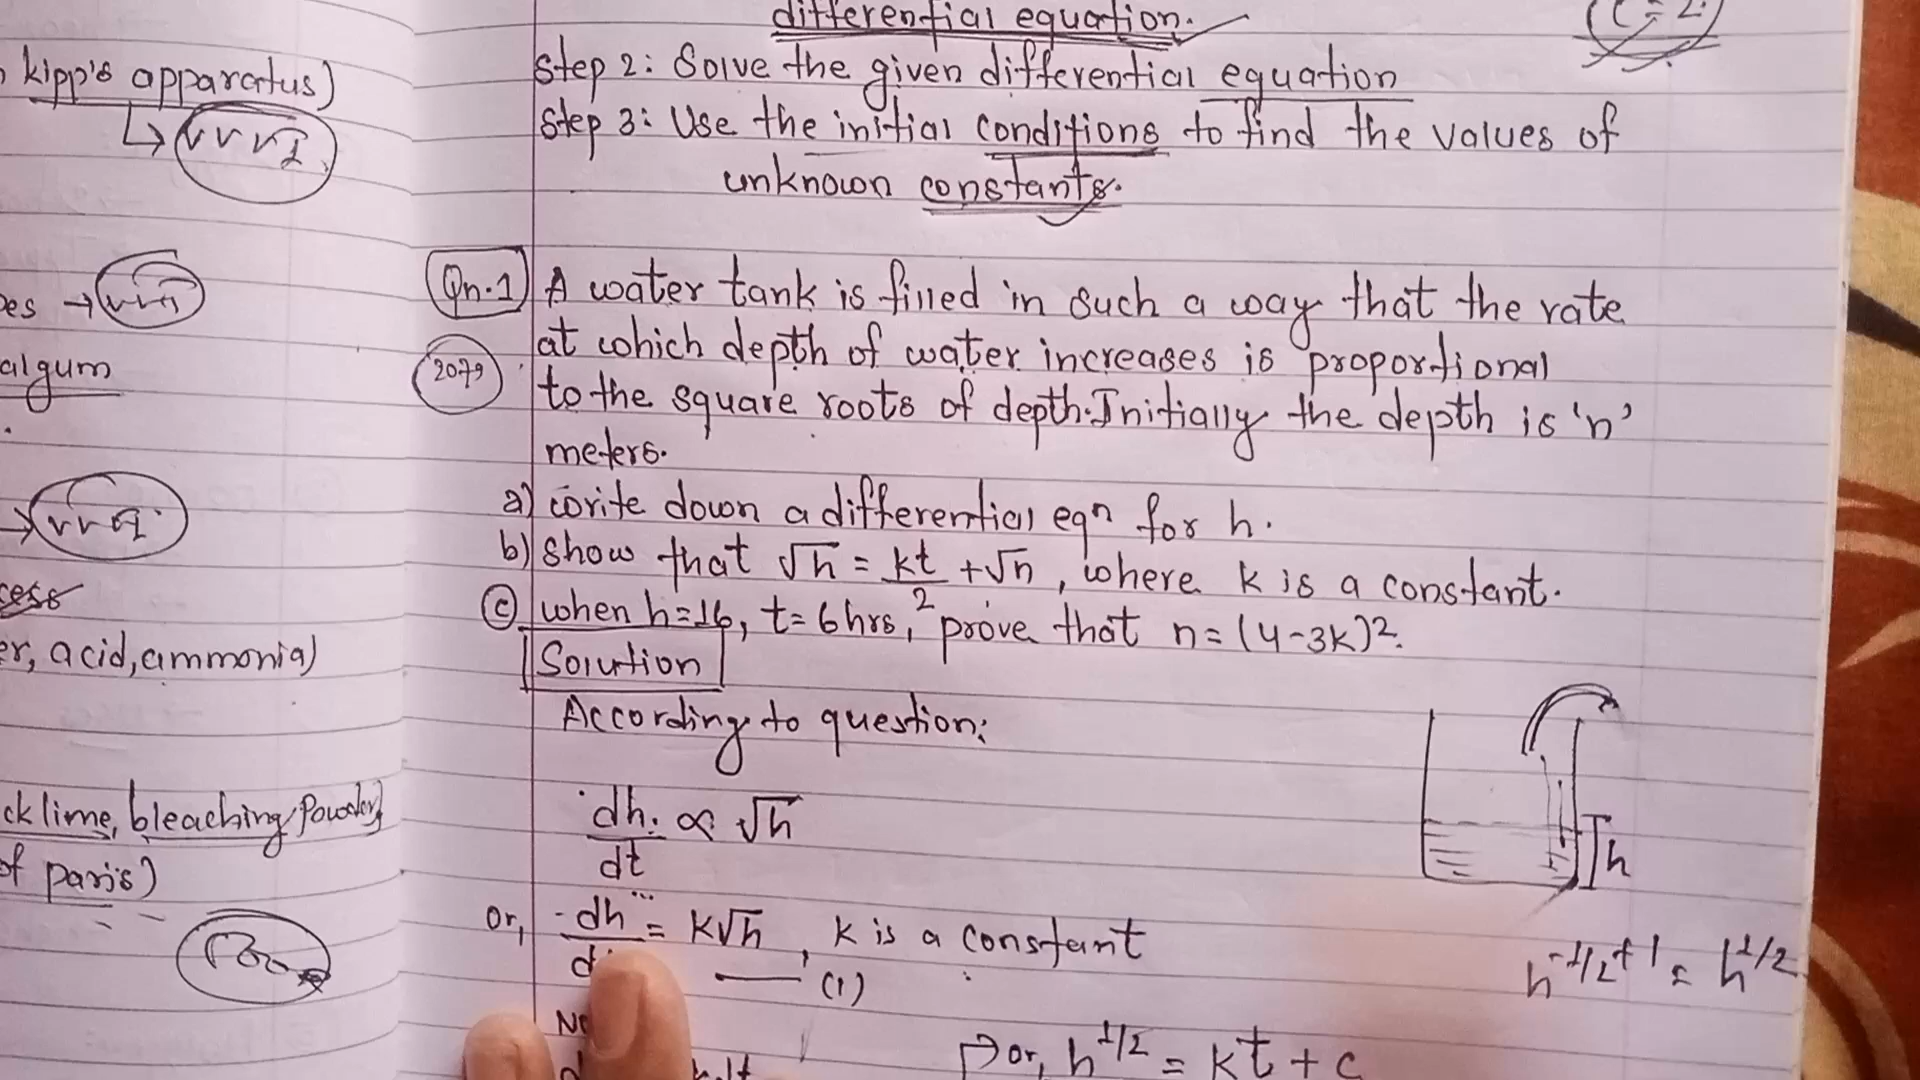 differential equation.
Step 2: Solve the given differential equation
Step 3: Use the initial conditions to find the values of
unknown constants.
kipp's apparatus)
Qn.1 A water tank is filled in such a way that the rate
at which depth of water increases is proportional
2079 to the square roots of depth. Initially the depth is 'n'
meters.
a) write down a differential eqn for h.
b) show that √h = kt/2 + √n, where k is a constant.
c) when h=16, t=6hrs, prove that n=(4-3k)².
Solution
According to question:
dh/dt ∝ √h
h
or, dh = k√h, k is a constant
(1)
h^-1/2+1 = h^1/2
or, h^1/2 = kt + c
algum
er, acid, ammonia)
ck lime, bleaching powder)
of paris)